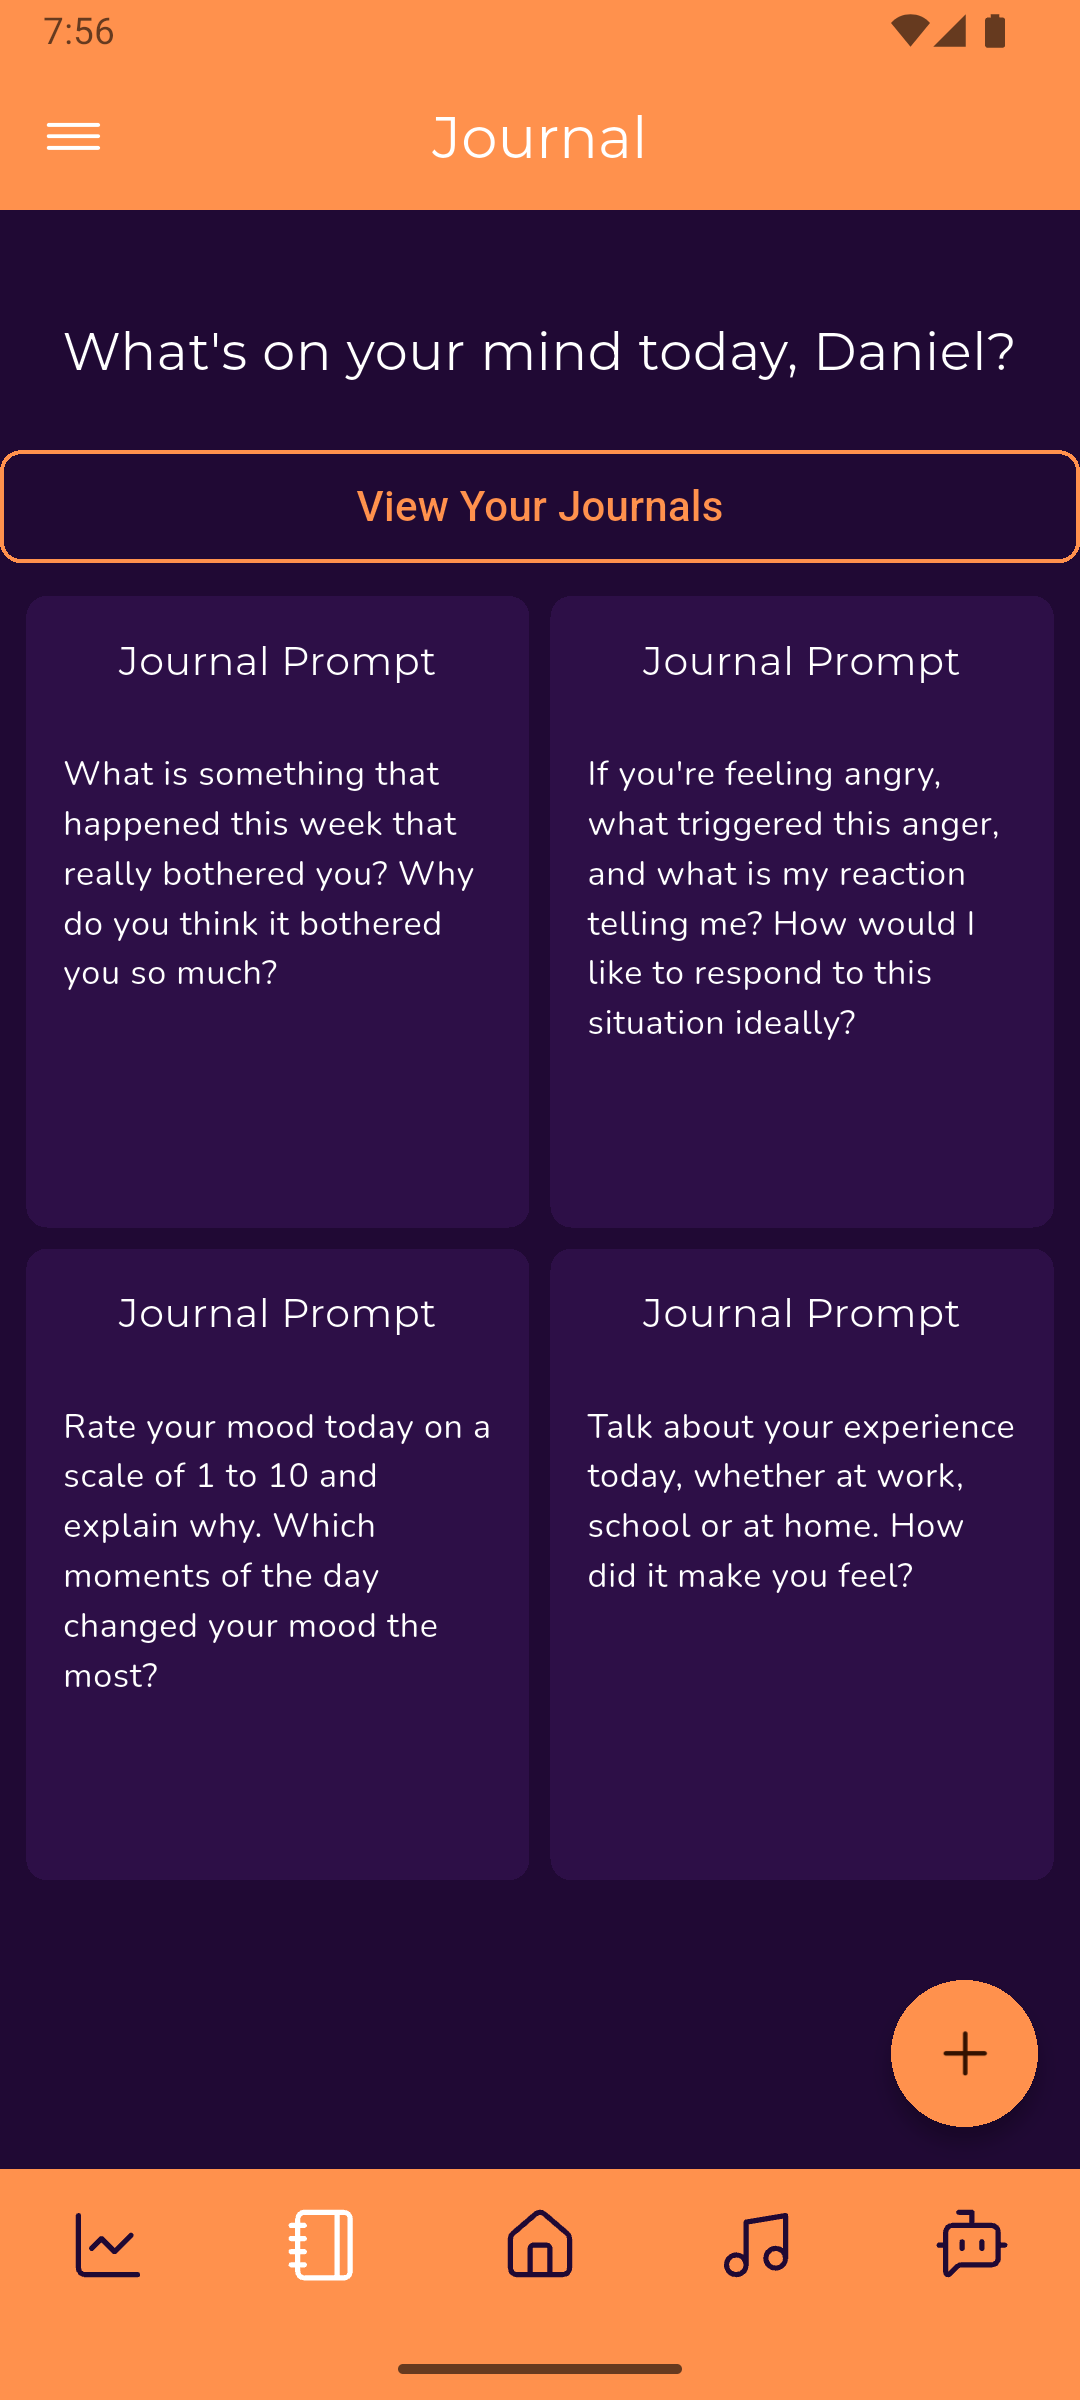 7:56
Journal
What's on your mind today, Daniel?
View Your Journals
Journal Prompt
What is something that
happened this week that
really bothered you? Why
do you think it bothered
you so much?
Journal Prompt
If you're feeling angry,
what triggered this anger,
and what is my reaction
telling me? How would I
like to respond to this
situation ideally?
Journal Prompt
Rate your mood today on a
scale of 1 to 10 and
explain why. Which
moments of the day
changed your mood the
most?
Journal Prompt
Talk about your experience
today, whether at work,
school or at home. How
did it make you feel?